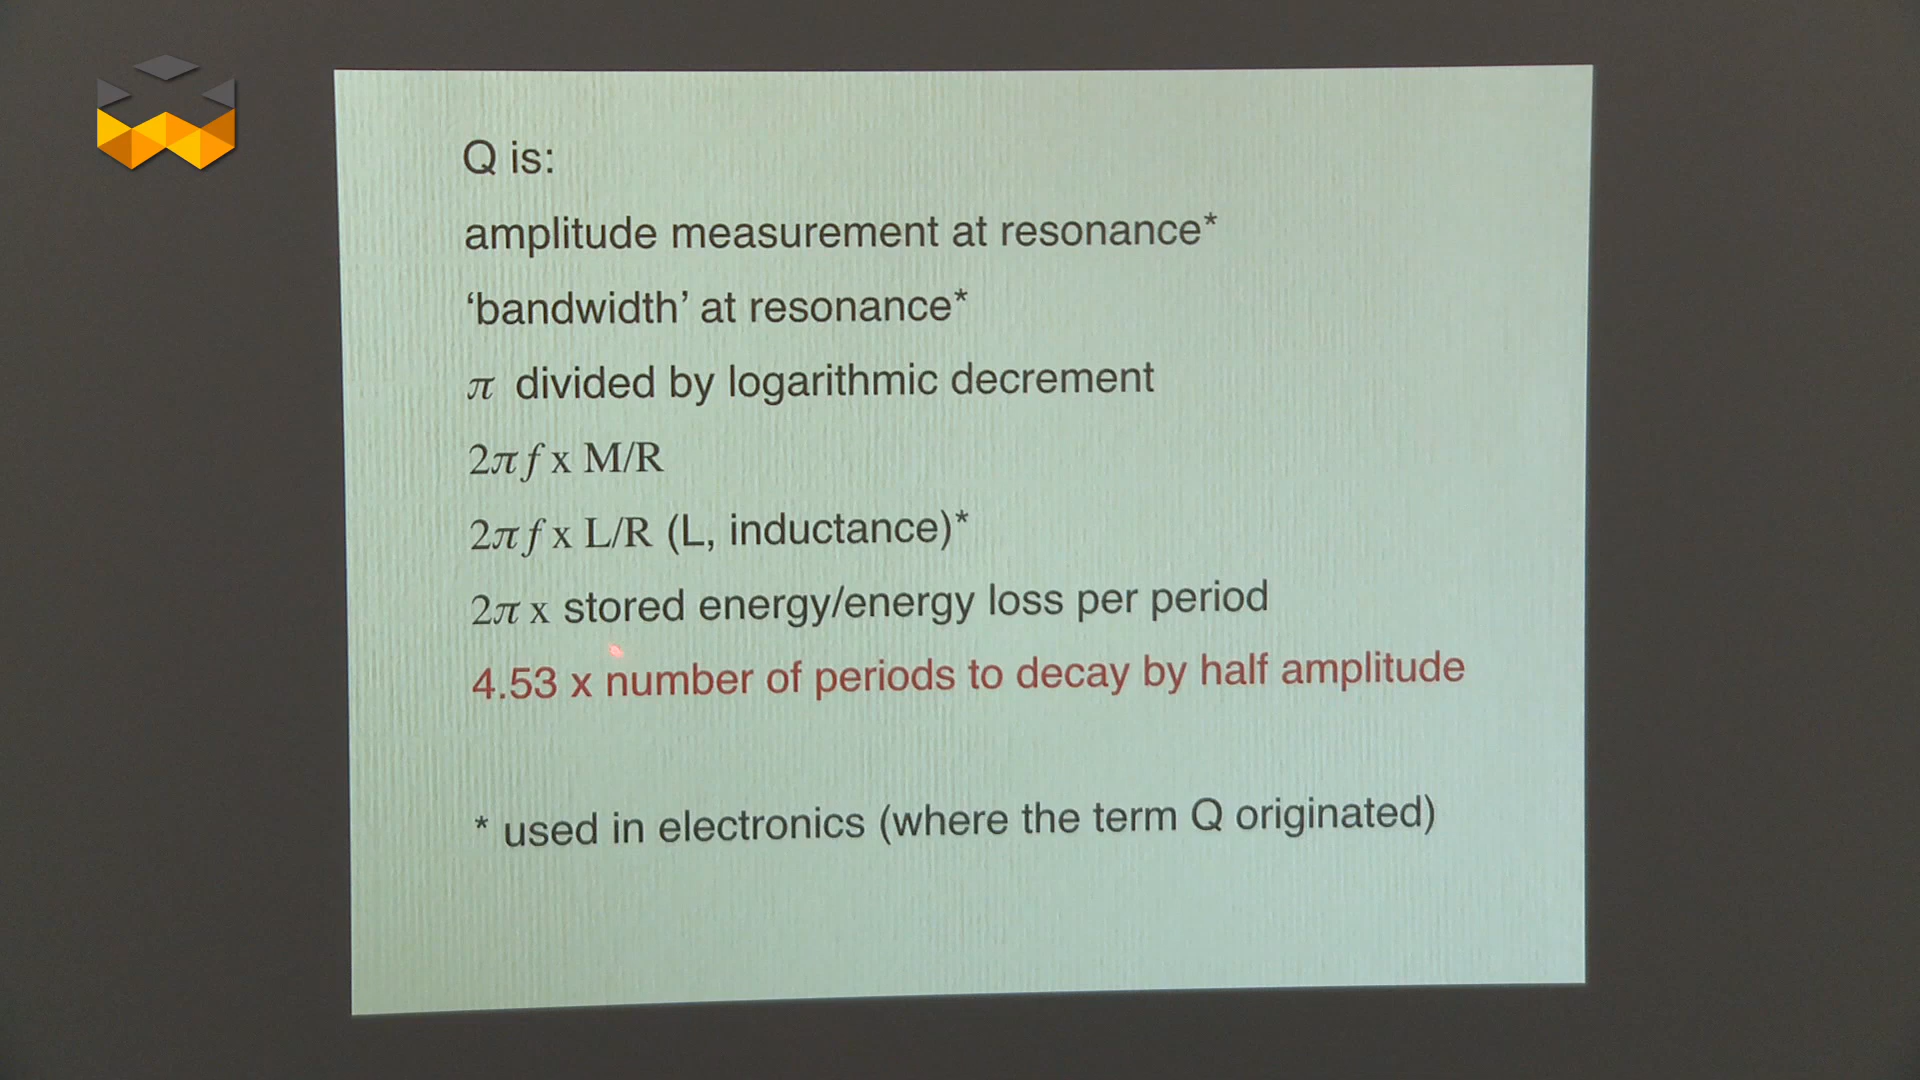 Q is:
amplitude measurement at resonance*
‘bandwidth’ at resonance*
π divided by logarithmic decrement
2πf x M/R
2πf x L/R (L, inductance)*
2π x stored energy/energy loss per period
4.53 x number of periods to decay by half amplitude
* used in electronics (where the term Q originated)